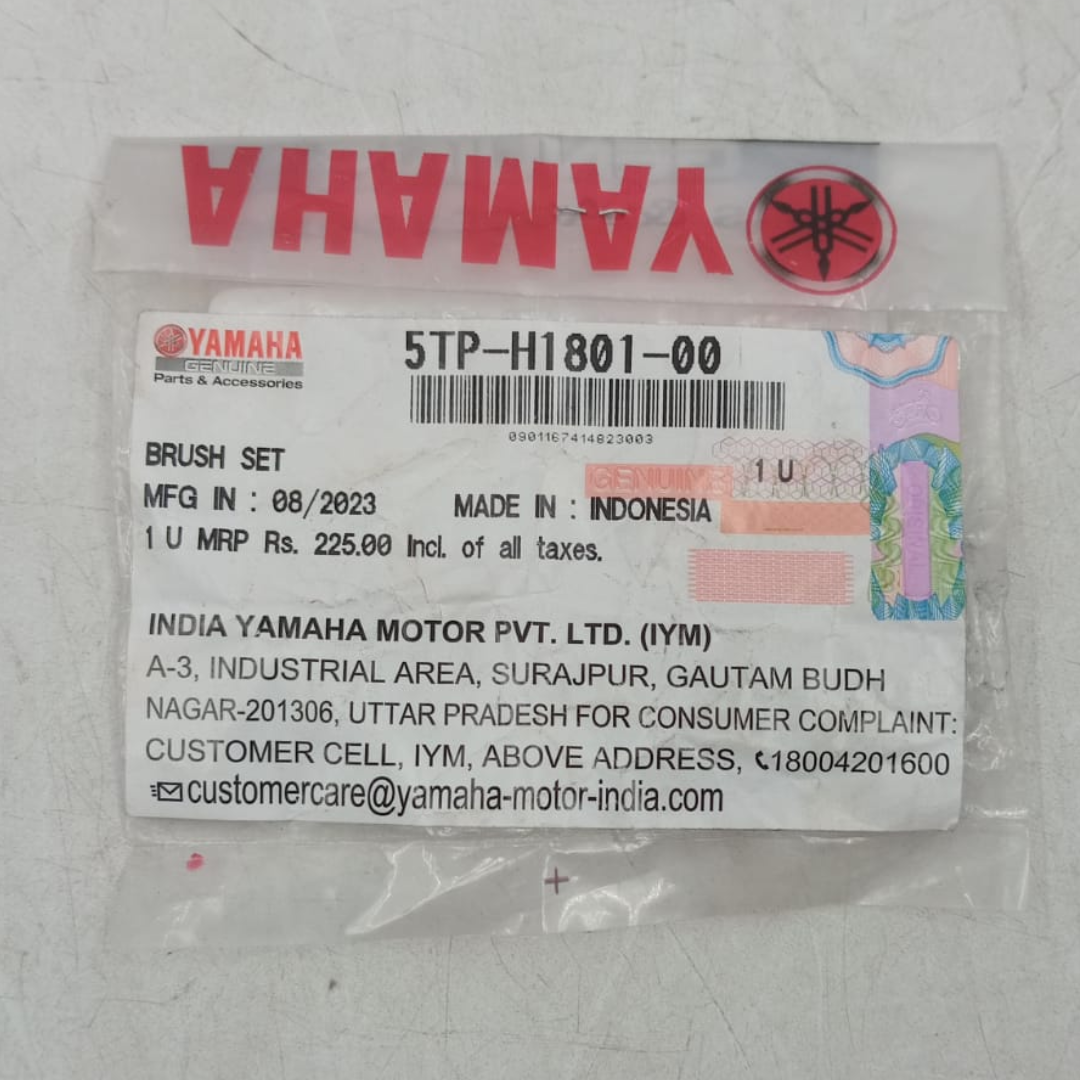 YAMAHA
YAMAHA
GENUINE
Parts & Accessories
5TP-H1801-00
0901167414823003
BRUSH SET
GENUINE
1 U
MFG IN : 08/2023 MADE IN : INDONESIA
1 U MRP Rs. 225.00 Incl. of all taxes.
INDIA YAMAHA MOTOR PVT. LTD. (IYM)
A-3, INDUSTRIAL AREA, SURAJPUR, GAUTAM BUDH
NAGAR-201306, UTTAR PRADESH FOR CONSUMER COMPLAINT:
CUSTOMER CELL, IYM, ABOVE ADDRESS, 18004201600
customercare@yamaha-motor-india.com